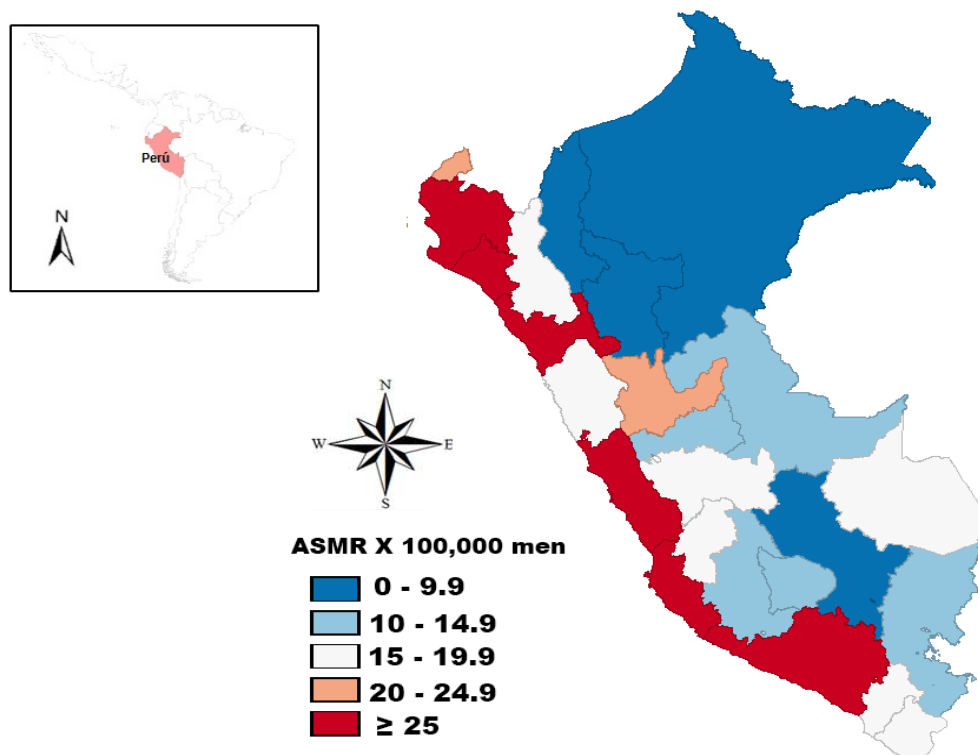 Perú
N
N
W
E
S
ASMR X 100,000 men
0 - 9.9
10 - 14.9
15 - 19.9
20 - 24.9
≥ 25